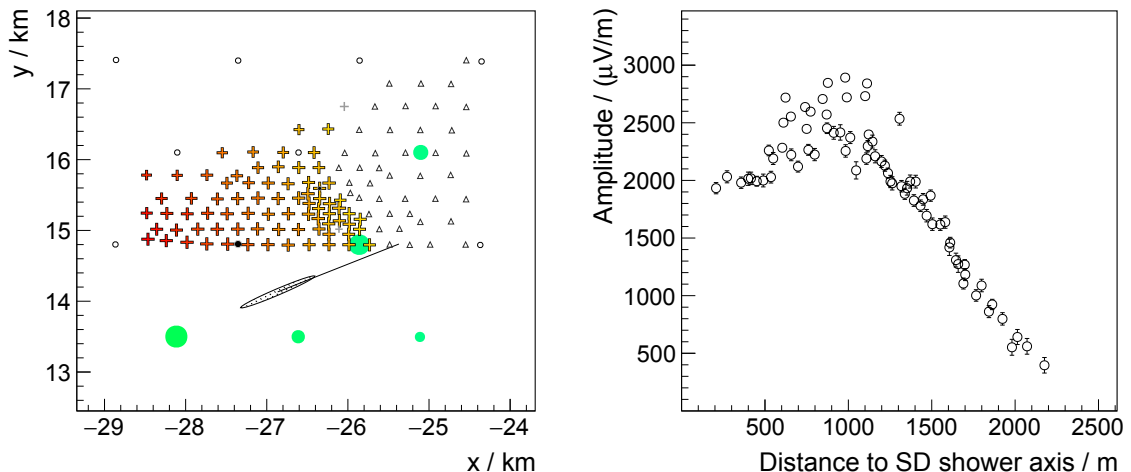 18
17
16
15
14
13
y / km
−29 −28 −27 −26 −25 −24
x / km
3000
2500
2000
1500
1000
500
Amplitude / (μV/m)
500 1000 1500 2000 2500
Distance to SD shower axis / m